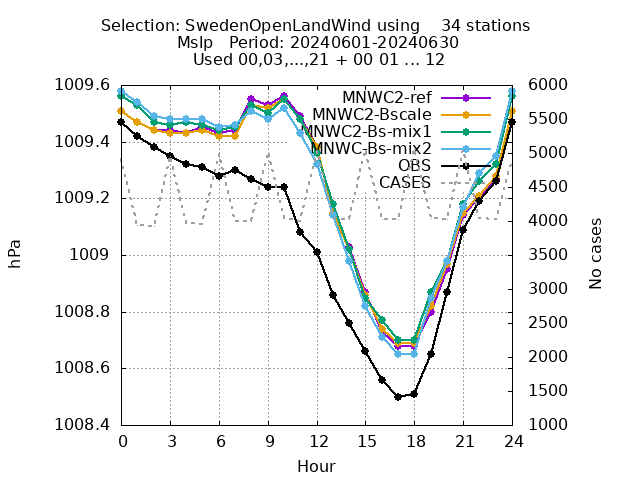 Selection: SwedenOpenLandWind using    34 stations
Mslp   Period: 20240601-20240630
Used 00,03,...,21 + 00 01 ... 12
1009.6
1009.4
1009.2
1009
1008.8
1008.6
1008.4
hPa
MNWC2-ref
MNWC2-Bscale
MNWC2-Bs-mix1
MNWC-Bs-mix2
OBS
CASES
6000
5500
5000
4500
4000
3500
3000
2500
2000
1500
1000
No cases
0 3 6 9 12 15 18 21 24
Hour